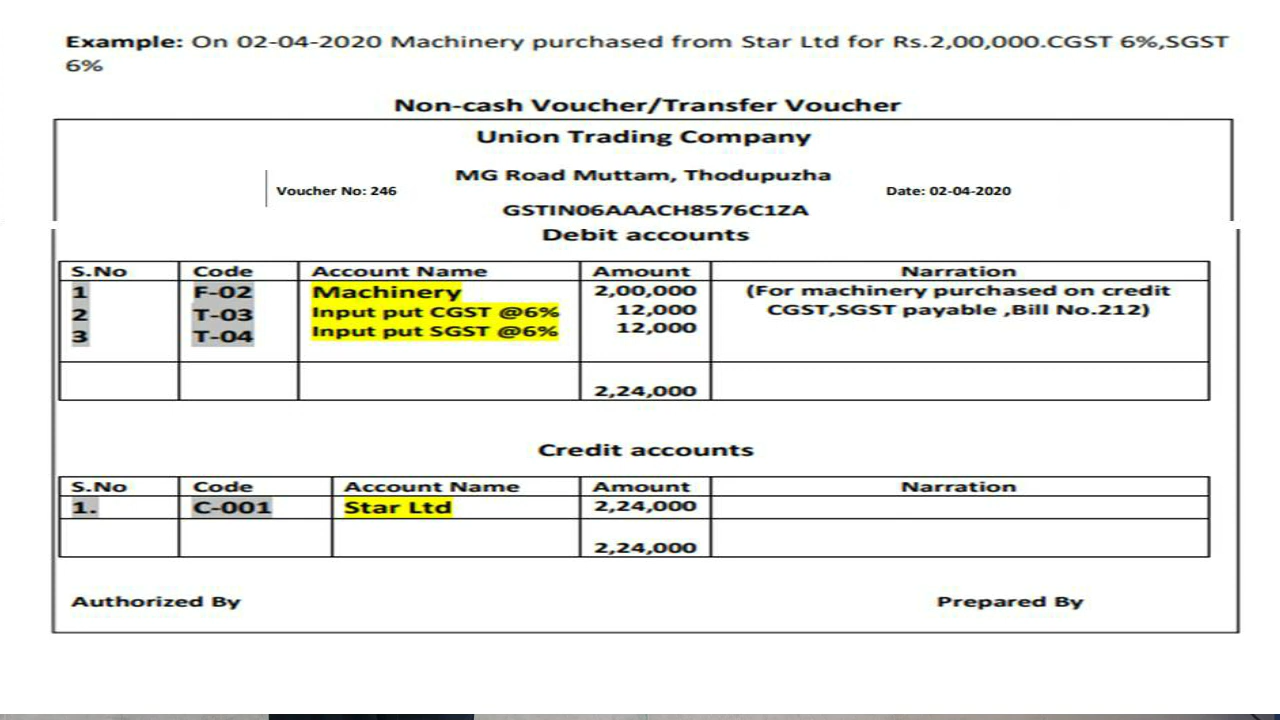 Example: On 02-04-2020 Machinery purchased from Star Ltd for Rs.2,00,000.CGST 6%,SGST
6%
Non-cash Voucher/Transfer Voucher
Union Trading Company
MG Road Muttam, Thodupuzha
Voucher No: 246 Date: 02-04-2020
GSTIN06AAACH8576C1ZA
Debit accounts
S.No Code Account Name Amount Narration
1 F-02 Machinery 2,00,000 (For machinery purchased on credit
2 T-03 Input put CGST @6% 12,000 CGST,SGST payable ,Bill No.212)
3 T-04 Input put SGST @6% 12,000
2,24,000
Credit accounts
S.No Code Account Name Amount Narration
1. C-001 Star Ltd 2,24,000
2,24,000
Authorized By Prepared By